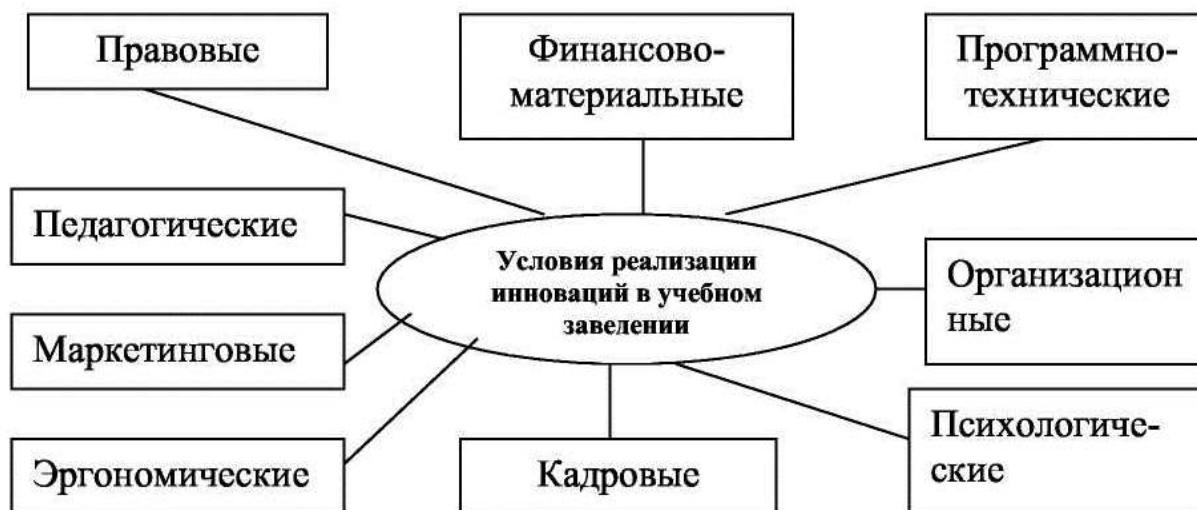 Правовые
Финансово-
материальные
Программно-
технические
Педагогические
Условия реализации
инноваций в учебном
заведении
Организацион
ные
Маркетинговые
Психологиче-
ские
Эргономические
Кадровые